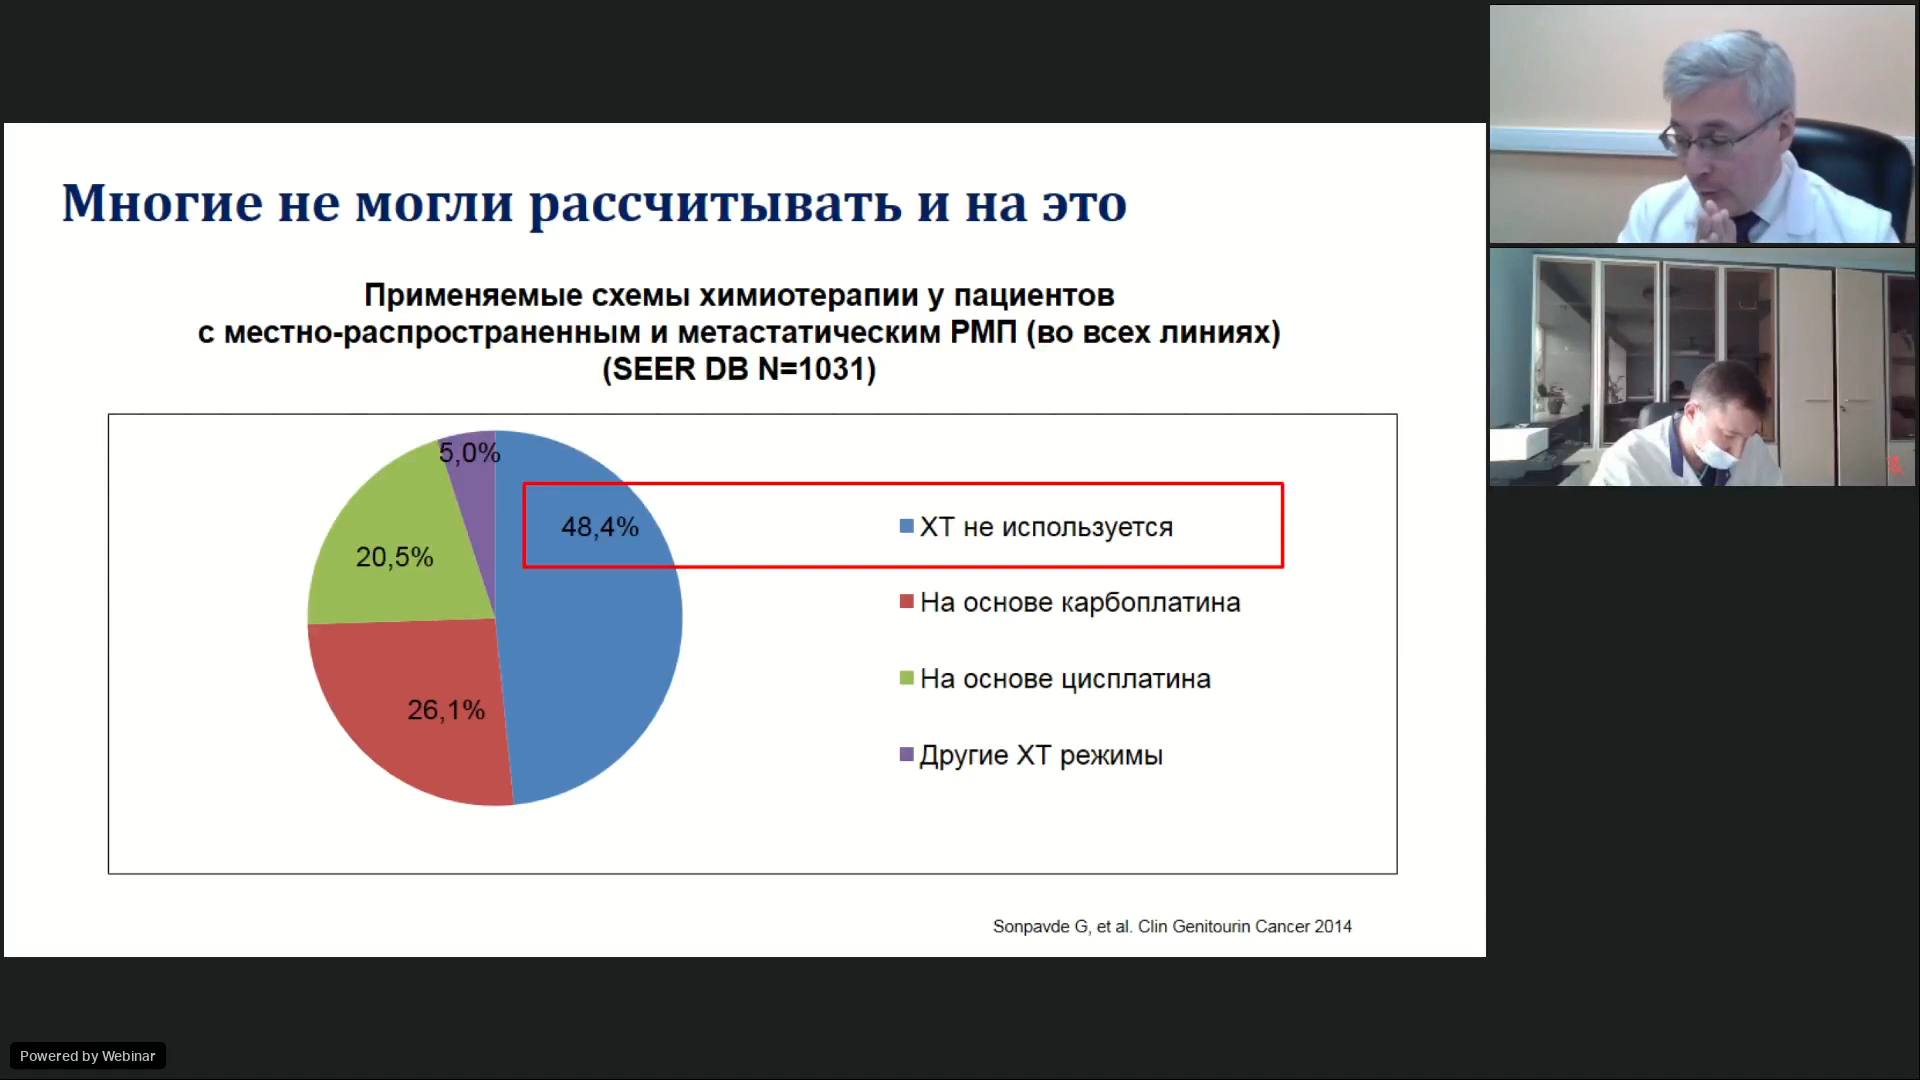 Многие не могли рассчитывать и на это
Применяемые схемы химиотерапии у пациентов
с местно-распространенным и метастатическим РМП (во всех линиях)
(SEER DB N=1031)
5,0%
48,4%
20,5%
26,1%
ХТ не используется
На основе карбоплатина
На основе цисплатина
Другие ХТ режимы
Sonpavde G, et al. Clin Genitourin Cancer 2014
Powered by Webinar